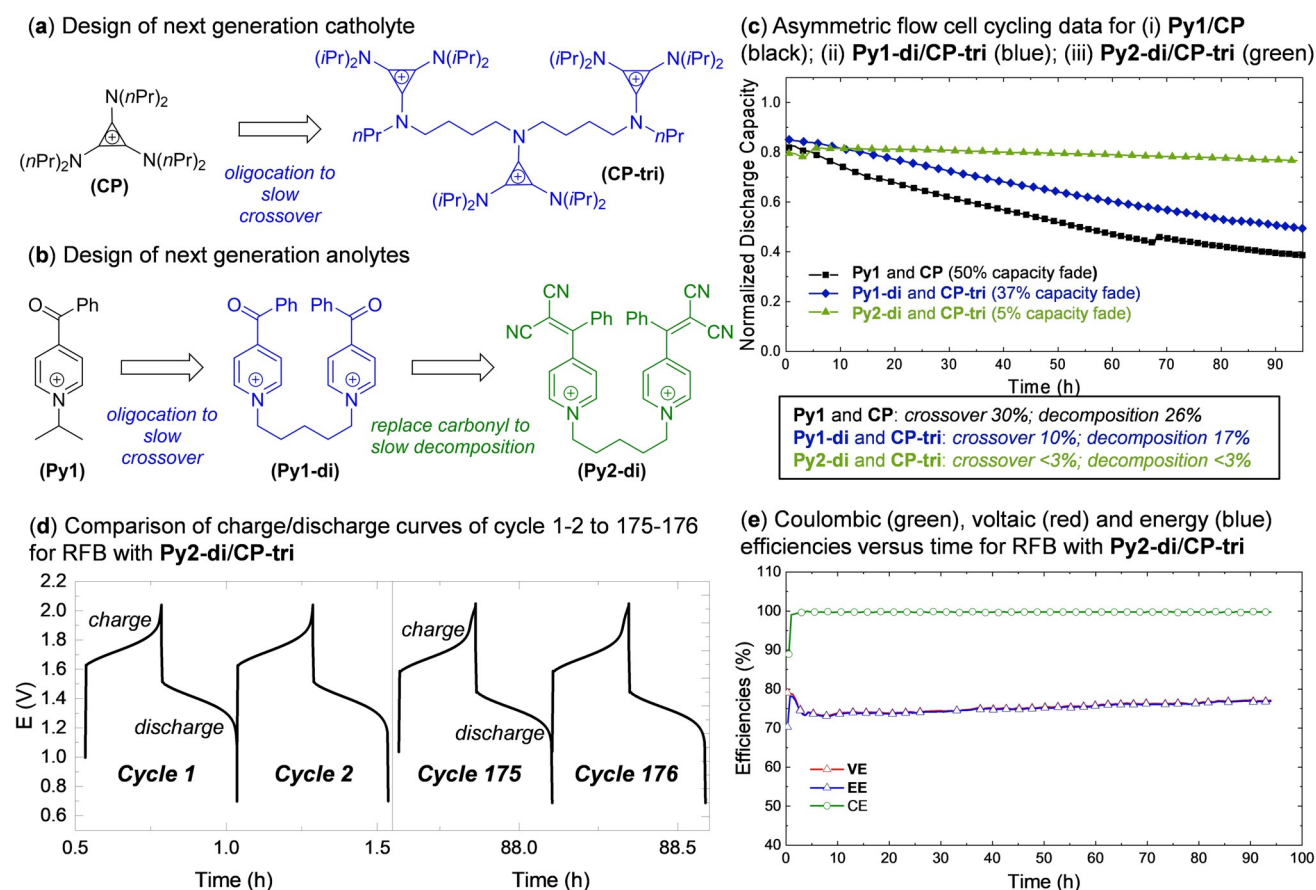 (a) Design of next generation catholyte
N(nPr)2
(nPr)2N
N(nPr)2
(CP)
oligocation to
slow
crossover
(iPr)2N
N(iPr)2
(iPr)2N
N(iPr)2
N
nPr
N
N
nPr
(iPr)2N
N(iPr)2
(CP-tri)
(b) Design of next generation anolytes
O
Ph
N
(Py1)
oligocation to
slow
crossover
O
Ph
Ph
O
N
N
(Py1-di)
replace carbonyl to
slow decomposition
CN
CN
NC
Ph
Ph
CN
N
N
(Py2-di)
(c) Asymmetric flow cell cycling data for (i) Py1/CP
(black); (ii) Py1-di/CP-tri (blue); (iii) Py2-di/CP-tri (green)
Normalized Discharge Capacity
1.0
0.8
0.6
0.4
0.2
0.0
Py1 and CP (50% capacity fade)
Py1-di and CP-tri (37% capacity fade)
Py2-di and CP-tri (5% capacity fade)
0 10 20 30 40 50 60 70 80 90
Time (h)
Py1 and CP: crossover 30%; decomposition 26%
Py1-di and CP-tri: crossover 10%; decomposition 17%
Py2-di and CP-tri: crossover <3%; decomposition <3%
(d) Comparison of charge/discharge curves of cycle 1-2 to 175-176
for RFB with Py2-di/CP-tri
E (V)
2.2
2.0
1.8
1.6
1.4
1.2
1.0
0.8
0.6
charge
discharge
Cycle 1
Cycle 2
charge
discharge
Cycle 175
Cycle 176
0.5 1.0 1.5 88.0 88.5
Time (h) Time (h)
(e) Coulombic (green), voltaic (red) and energy (blue)
efficiencies versus time for RFB with Py2-di/CP-tri
Efficiencies (%)
110
100
90
80
70
60
50
40
VE
EE
CE
0 10 20 30 40 50 60 70 80 90 100
Time (h)